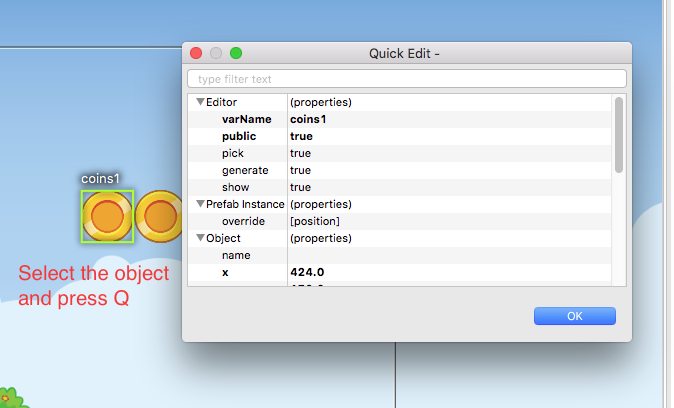 Quick Edit -
type filter text
Editor (properties)
varName coins1
public true
pick true
generate true
show true
Prefab Instance (properties)
override [position]
Object (properties)
name
x 424.0
OK
coins1
Select the object
and press Q